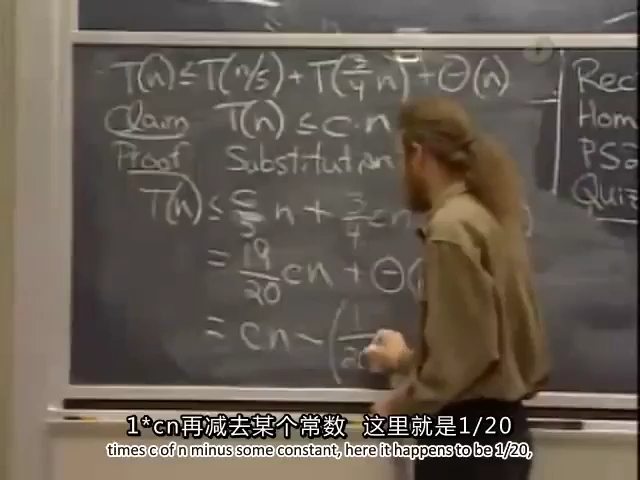 T(n) ≤ T(n/5) + T(3/4 n) + Θ(n)
Claim T(n) ≤ c·n
Proof Substitution
T(n) ≤ c/5 n + 3/4 cn
= 19/20 cn + Θ(
= cn − (1/20
Rec
Hom
PS2
Quiz
1*cn再减去某个常数 这里就是1/20
times c of n minus some constant, here it happens to be 1/20,